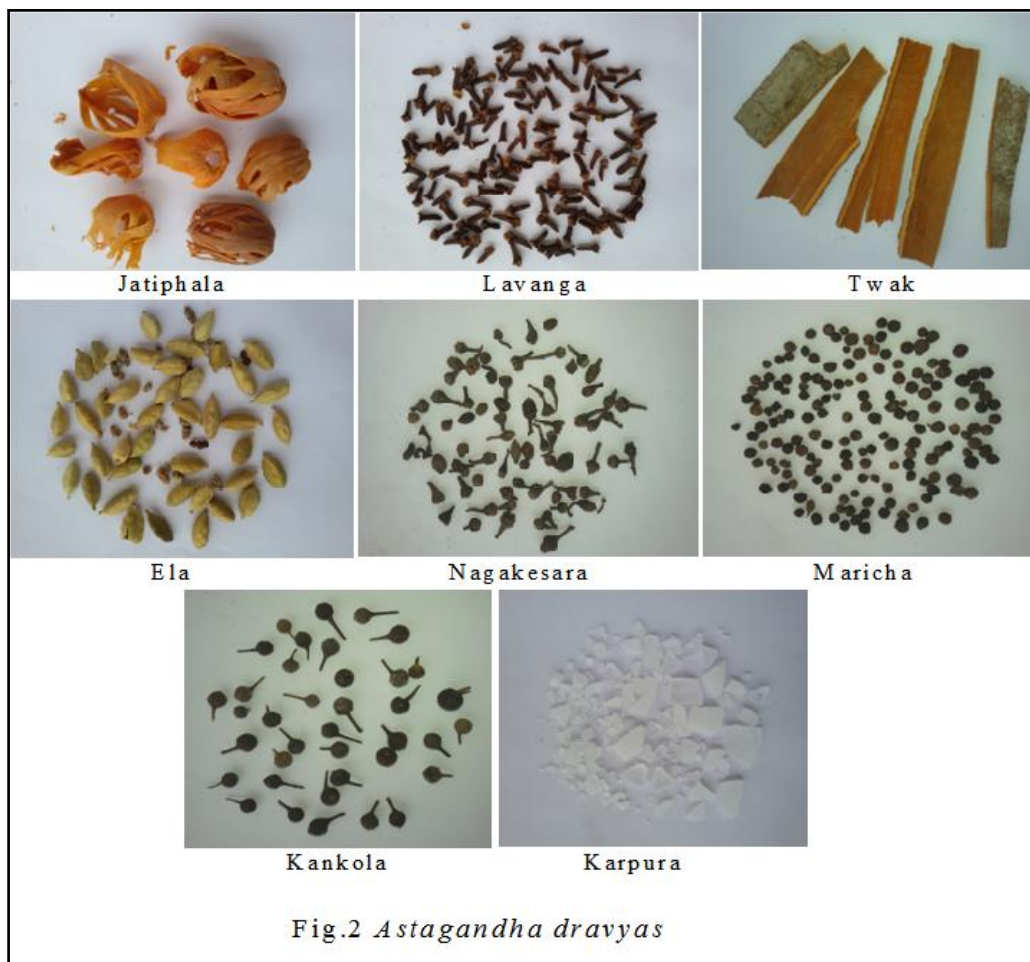 Jatiphala
Lavanga
Twak
Ela
Nagakesara
Maricha
Kankola
Karpura
Fig.2 Astagandha dravyas